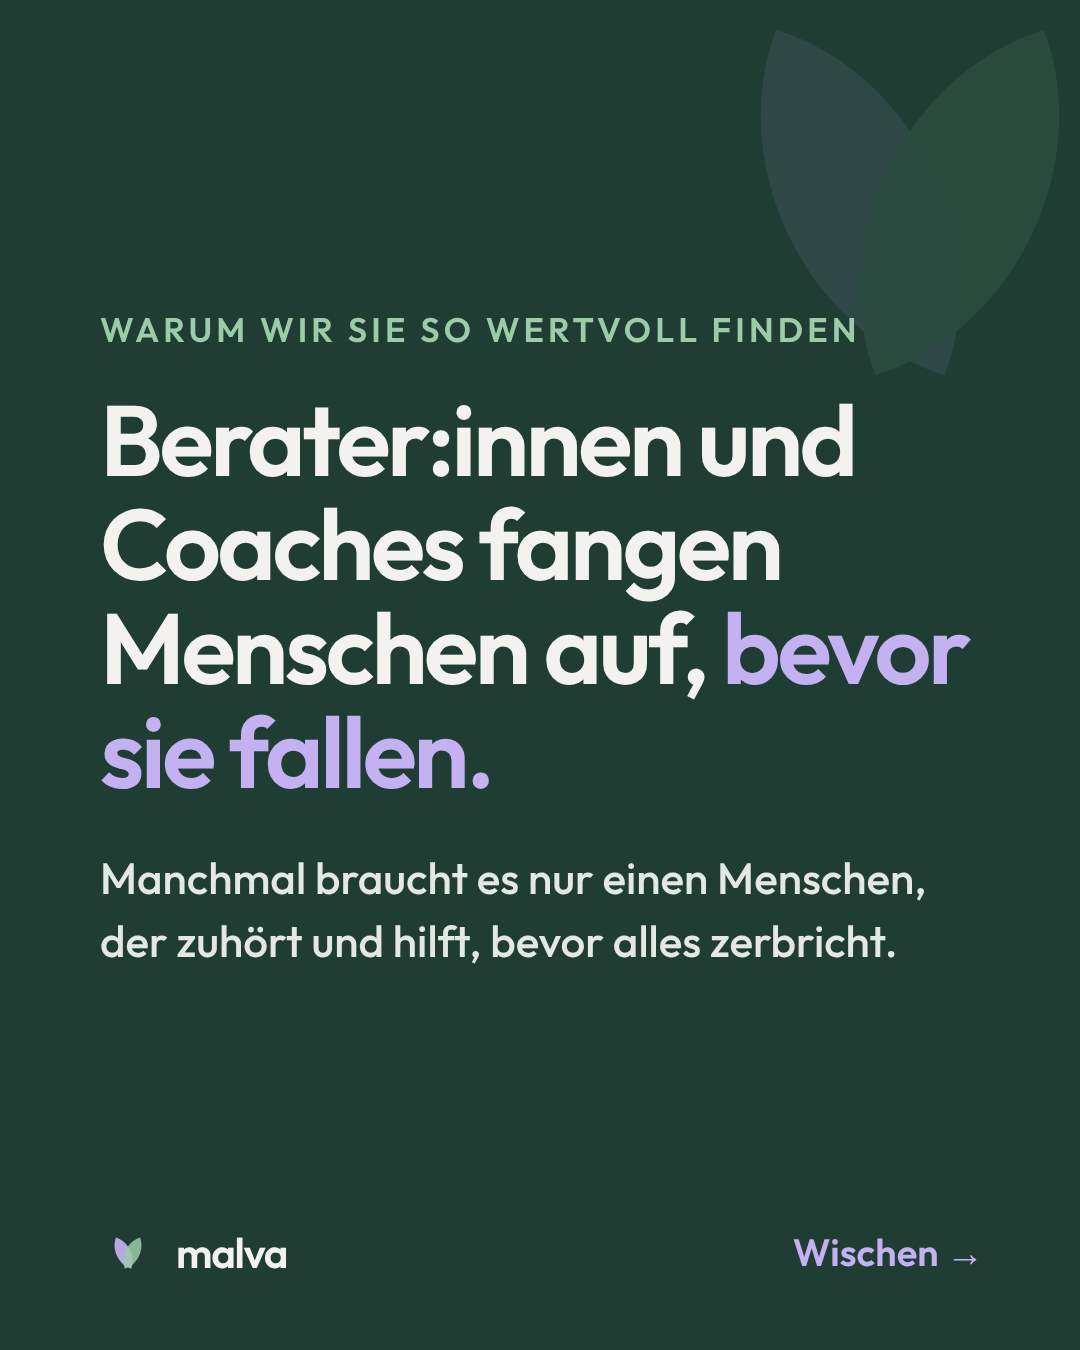 WARUM WIR SIE SO WERTVOLL FINDEN
Berater:innen und
Coaches fangen
Menschen auf, bevor
sie fallen.
Manchmal braucht es nur einen Menschen,
der zuhört und hilft, bevor alles zerbricht.
malva
Wischen →